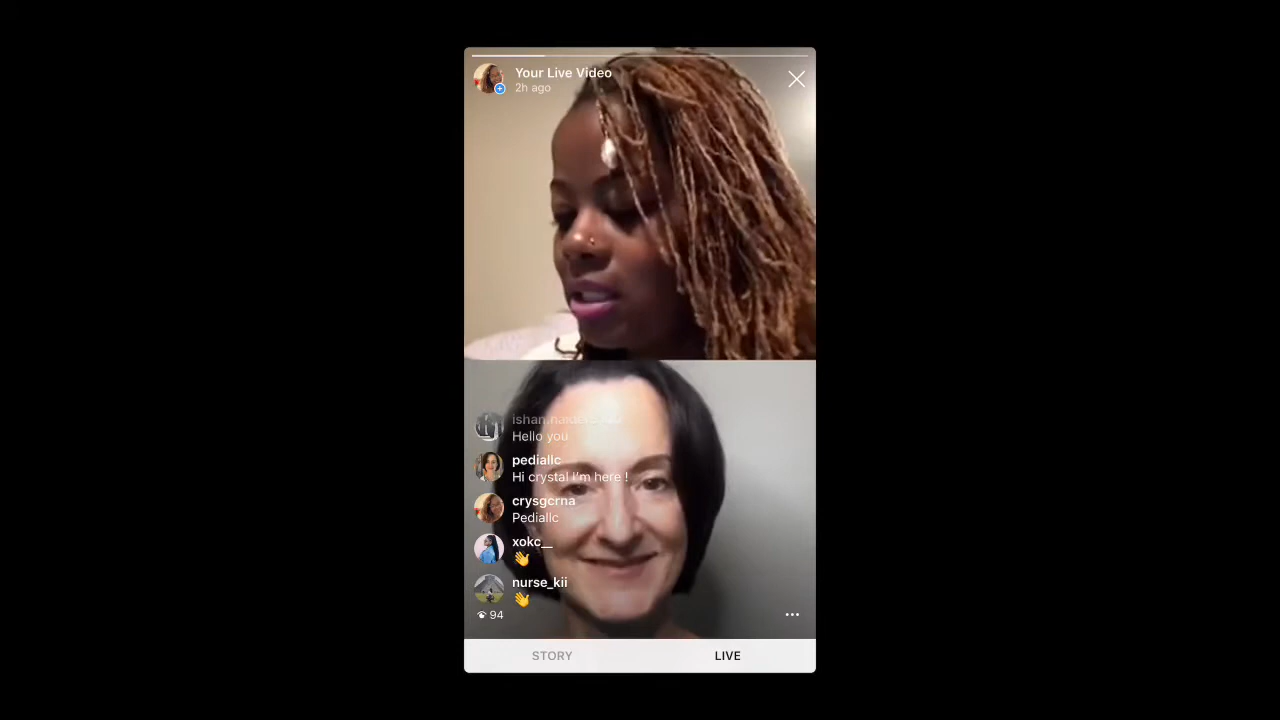 Your Live Video
2h ago
Hello you
pediallc
Hi crystal i'm here !
crysgcrna
Pediallc
xokc__
👋
nurse_kii
👋
94
STORY
LIVE